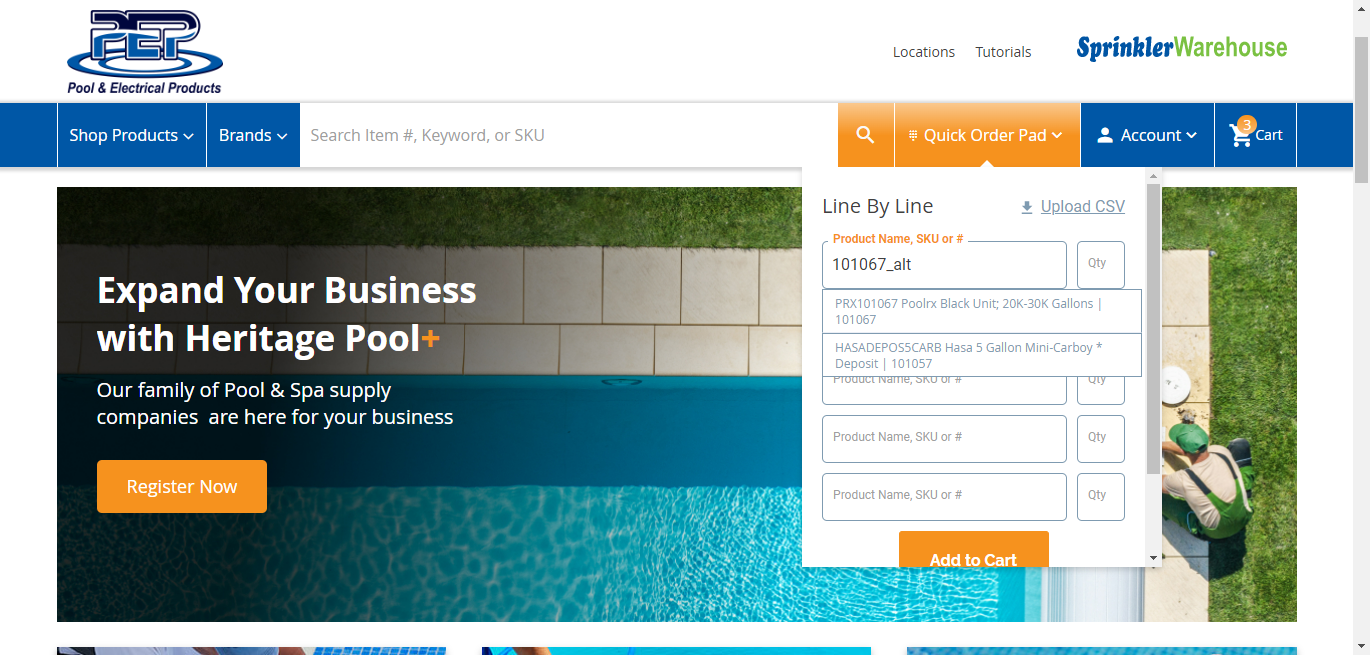 PEP
Pool & Electrical Products
Locations
Tutorials
SprinklerWarehouse
Shop Products
Brands
Search Item #, Keyword, or SKU
Quick Order Pad
Account
3
Cart
Expand Your Business
with Heritage Pool+
Our family of Pool & Spa supply
companies are here for your business
Register Now
Line By Line
Upload CSV
Product Name, SKU or #
101067_alt
Qty
PRX101067 Poolrx Black Unit; 20K-30K Gallons |
101067
HASADEPOS5CARB Hasa 5 Gallon Mini-Carboy *
Deposit | 101057
Product Name, SKU or #
Qty
Product Name, SKU or #
Qty
Product Name, SKU or #
Qty
Add to Cart